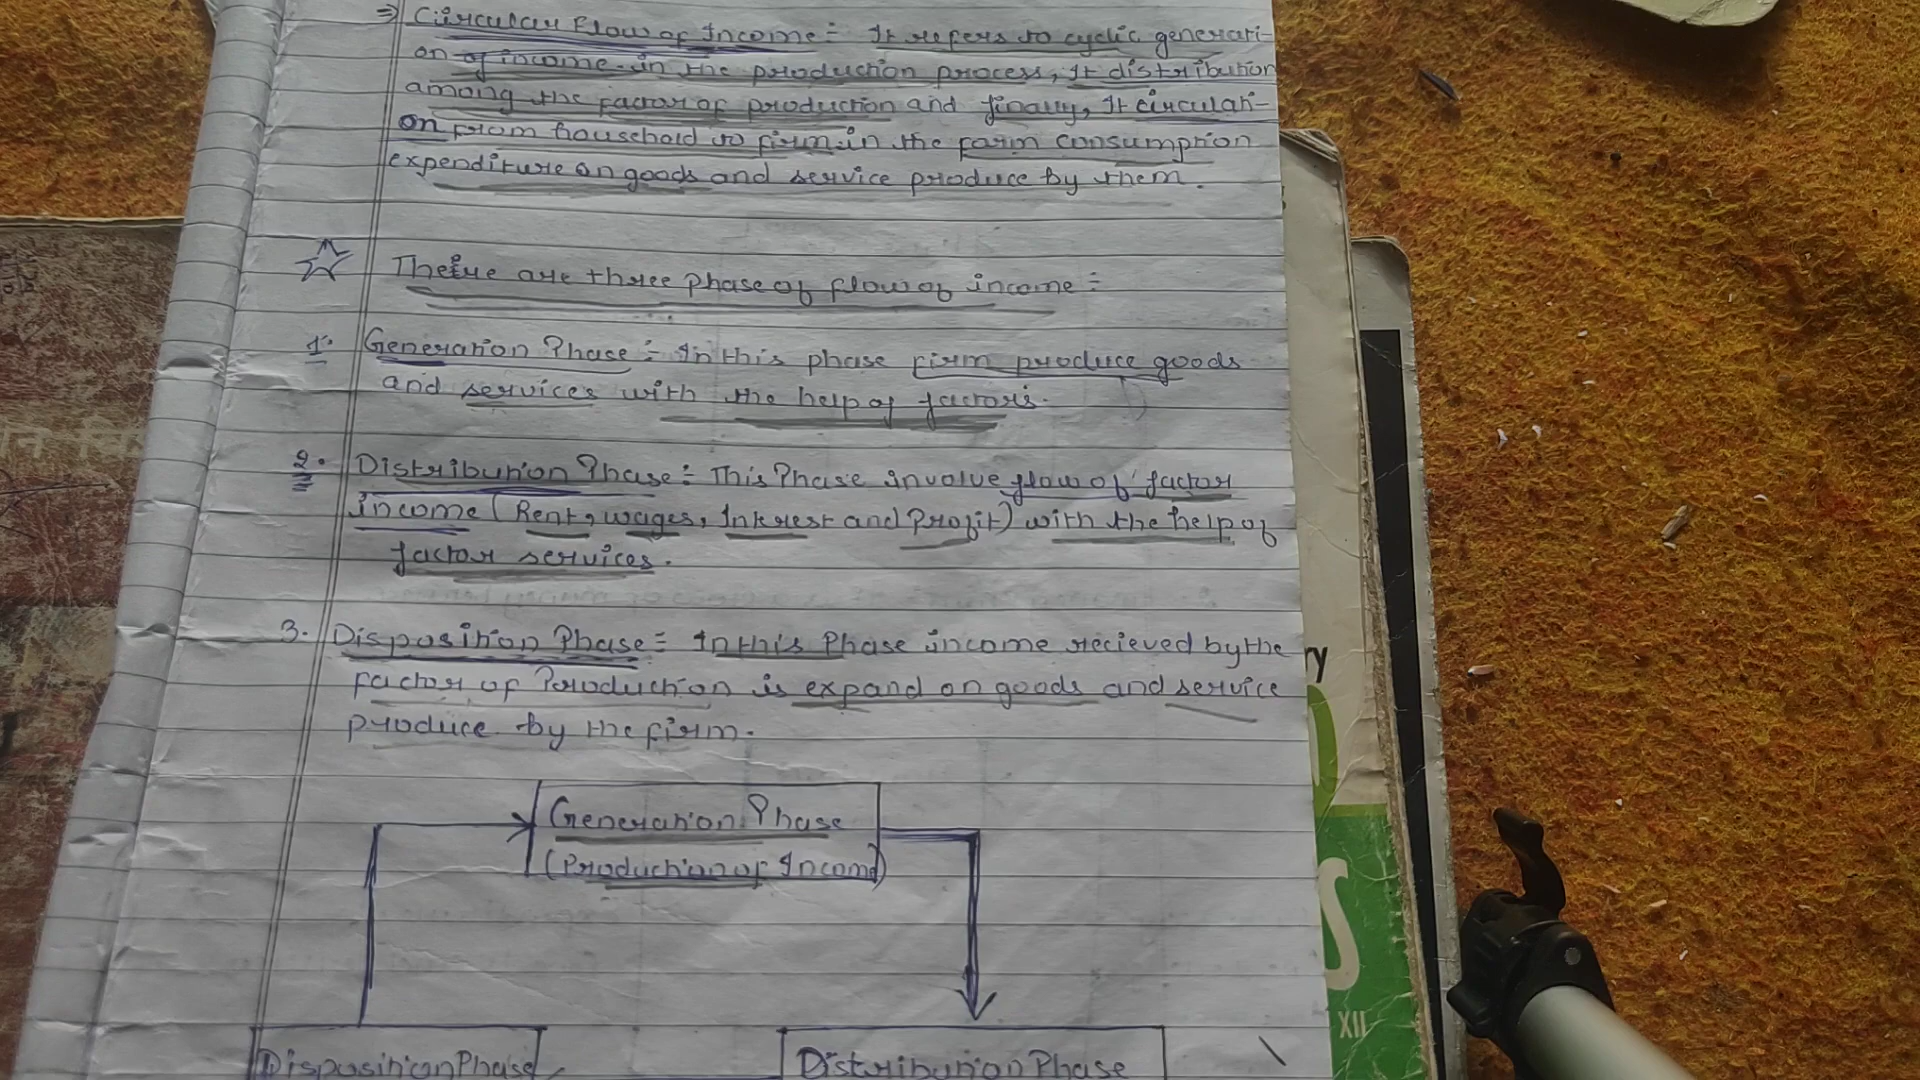 ⇒ Circular Flow of Income = It refers to cyclic generati-
on of income in the production process, It distribution
among the factor of production and finally, It circulati-
on from household to firm in the form consumption
expenditure on goods and service produce by them.
☆ There are three phase of flow of income =
1. Generation Phase = In this phase firm produce goods
and services with the help of factors.
2. Distribution Phase = This Phase involve flow of factor
income (Rent, wages, Interest and Profit) with the help of
factor services.
3. Disposition Phase = In this Phase income recieved by the
factor of Production is expand on goods and service
produce by the firm.
Generation Phase
(Production of Income)
Disposition Phase
Distribution Phase
ry
S
XII